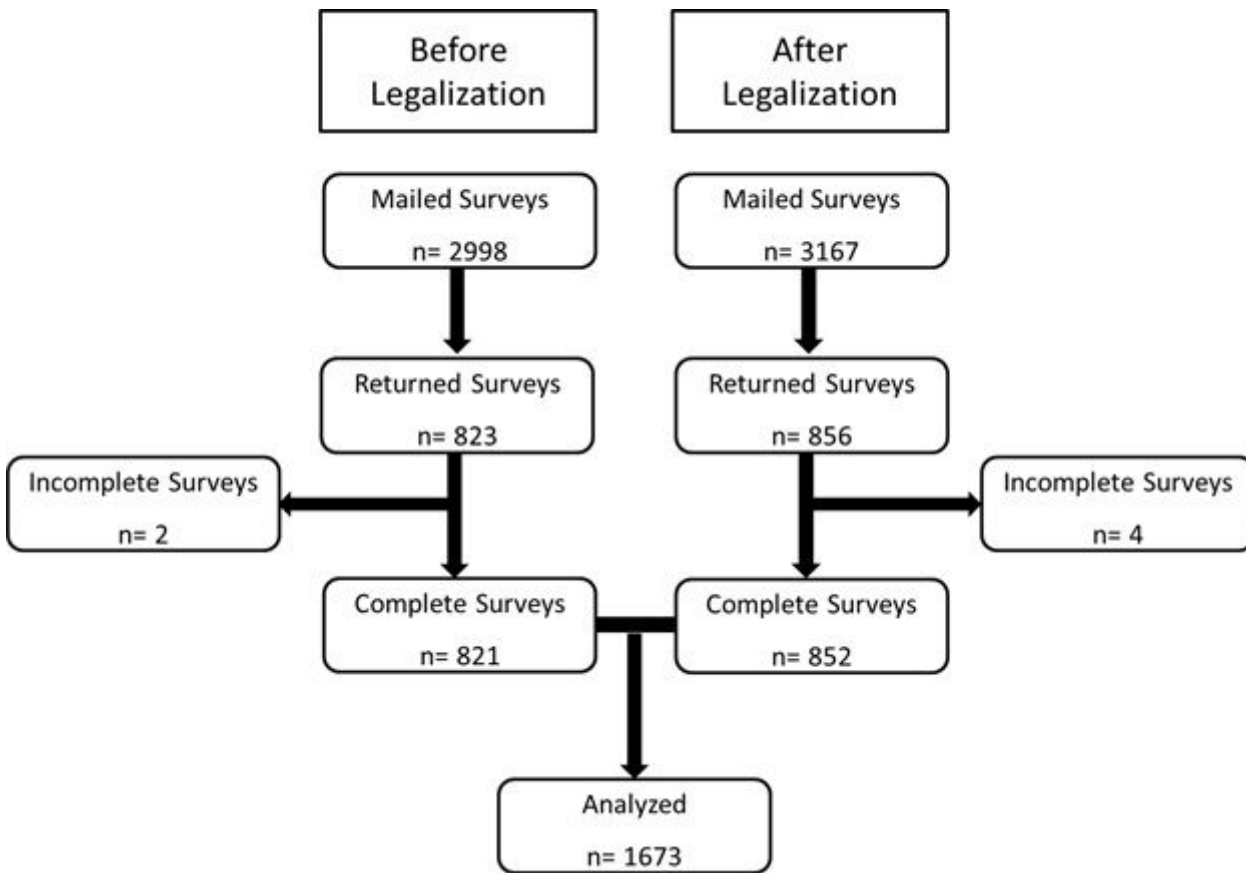 Before
Legalization
After
Legalization
Mailed Surveys
n= 2998
Mailed Surveys
n= 3167
Returned Surveys
n= 823
Returned Surveys
n= 856
Incomplete Surveys
n= 2
Incomplete Surveys
n= 4
Complete Surveys
n= 821
Complete Surveys
n= 852
Analyzed
n= 1673